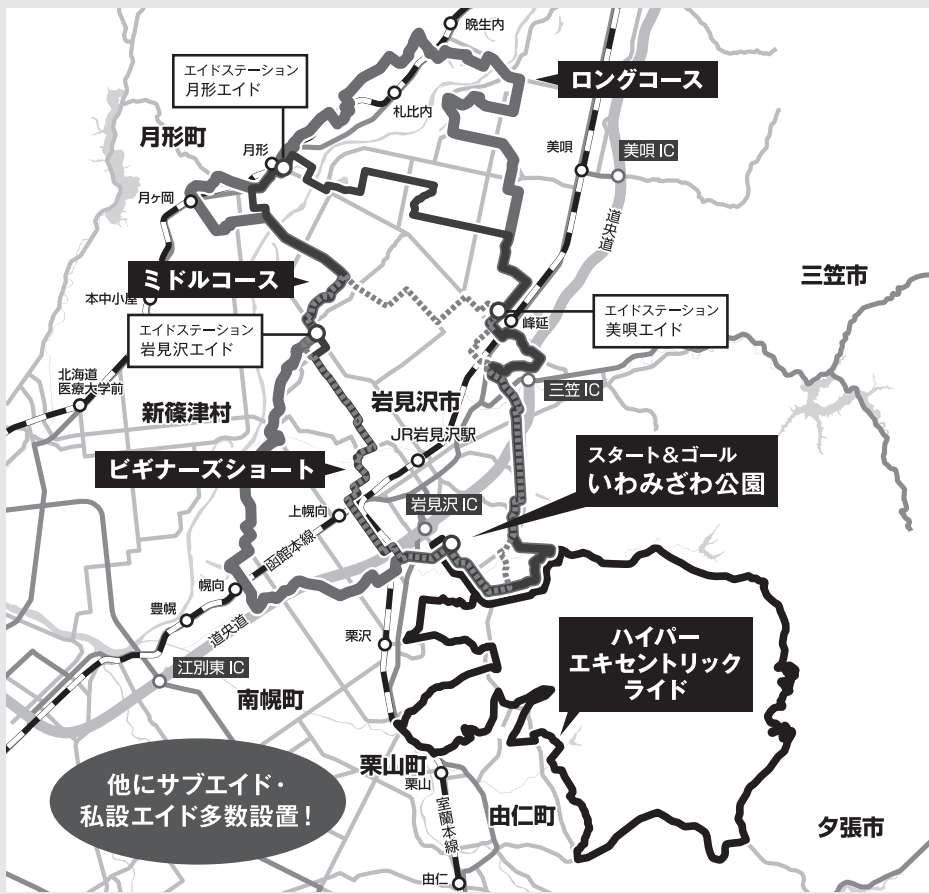 晩生内
エイドステーション
月形エイド
ロングコース
札比内
月形町
月形
美唄
美唄 IC
月ヶ岡
道央道
ミドルコース
三笠市
本中小屋
エイドステーション
岩見沢エイド
峰延
エイドステーション
美唄エイド
北海道
医療大学前
三笠 IC
新篠津村
岩見沢市
JR岩見沢駅
ビギナーズショート
スタート&ゴール
いわみざわ公園
上幌向
岩見沢 IC
函館本線
幌向
豊幌
道央道
栗沢
江別東 IC
ハイパー
エキセントリック
ライド
南幌町
栗山町
栗山
他にサブエイド・
私設エイド多数設置!
室蘭本線
由仁町
夕張市
由仁